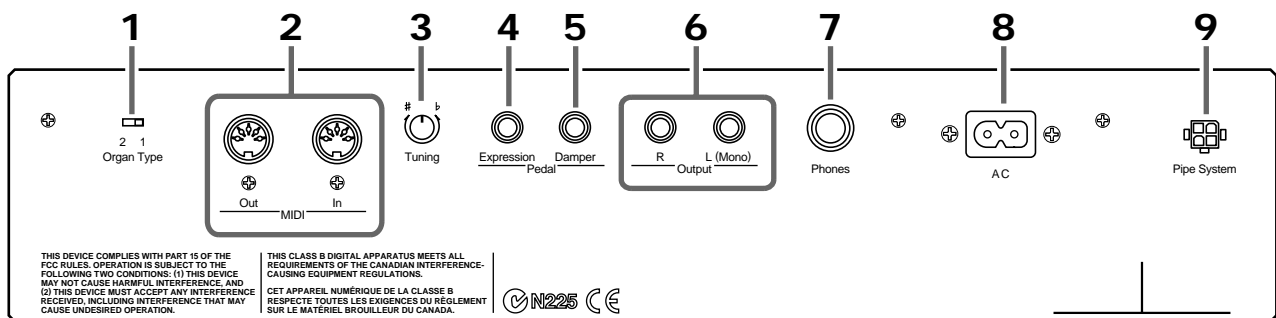 1 2 3 4 5 6 7 8 9
♯ ♭
2 1
Organ Type
Out In
MIDI
Tuning
Expression Damper
Pedal
R L (Mono)
Output
Phones
AC
Pipe System
THIS DEVICE COMPLIES WITH PART 15 OF THE
FCC RULES. OPERATION IS SUBJECT TO THE
FOLLOWING TWO CONDITIONS: (1) THIS DEVICE
MAY NOT CAUSE HARMFUL INTERFERENCE, AND
(2) THIS DEVICE MUST ACCEPT ANY INTERFERENCE
RECEIVED, INCLUDING INTERFERENCE THAT MAY
CAUSE UNDESIRED OPERATION.
THIS CLASS B DIGITAL APPARATUS MEETS ALL
REQUIREMENTS OF THE CANADIAN INTERFERENCE-
CAUSING EQUIPMENT REGULATIONS.
CET APPAREIL NUMÉRIQUE DE LA CLASSE B
RESPECTE TOUTES LES EXIGENCES DU RÈGLEMENT
SUR LE MATÉRIEL BROUILLEUR DU CANADA.
N225 CE